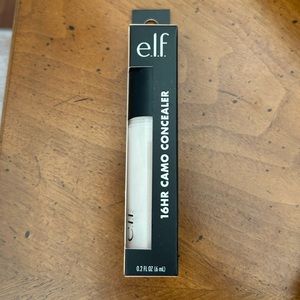 e.l.f.
16HR CAMO CONCEALER
e.l.f.
0.2 FL OZ (6 mL)